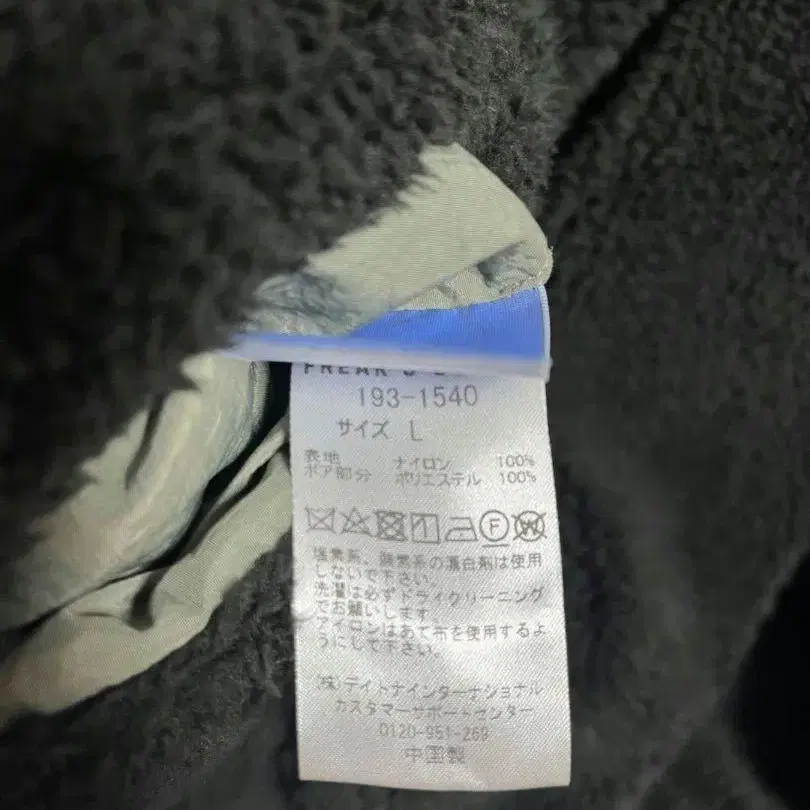 FREAK'S
193-1540
サイズ L
表地 ナイロン 100%
ボア部分 ポリエステル 100%
F W
塩素系、酸素系の漂白剤は使用
しないで下さい。
洗濯は必ずドライクリーニング
でお願いします。
アイロンはあて布を使用するよ
うにして下さい。
(株)デイトナインターナショナル
カスタマーサポートセンター
0120-951-269
中国製